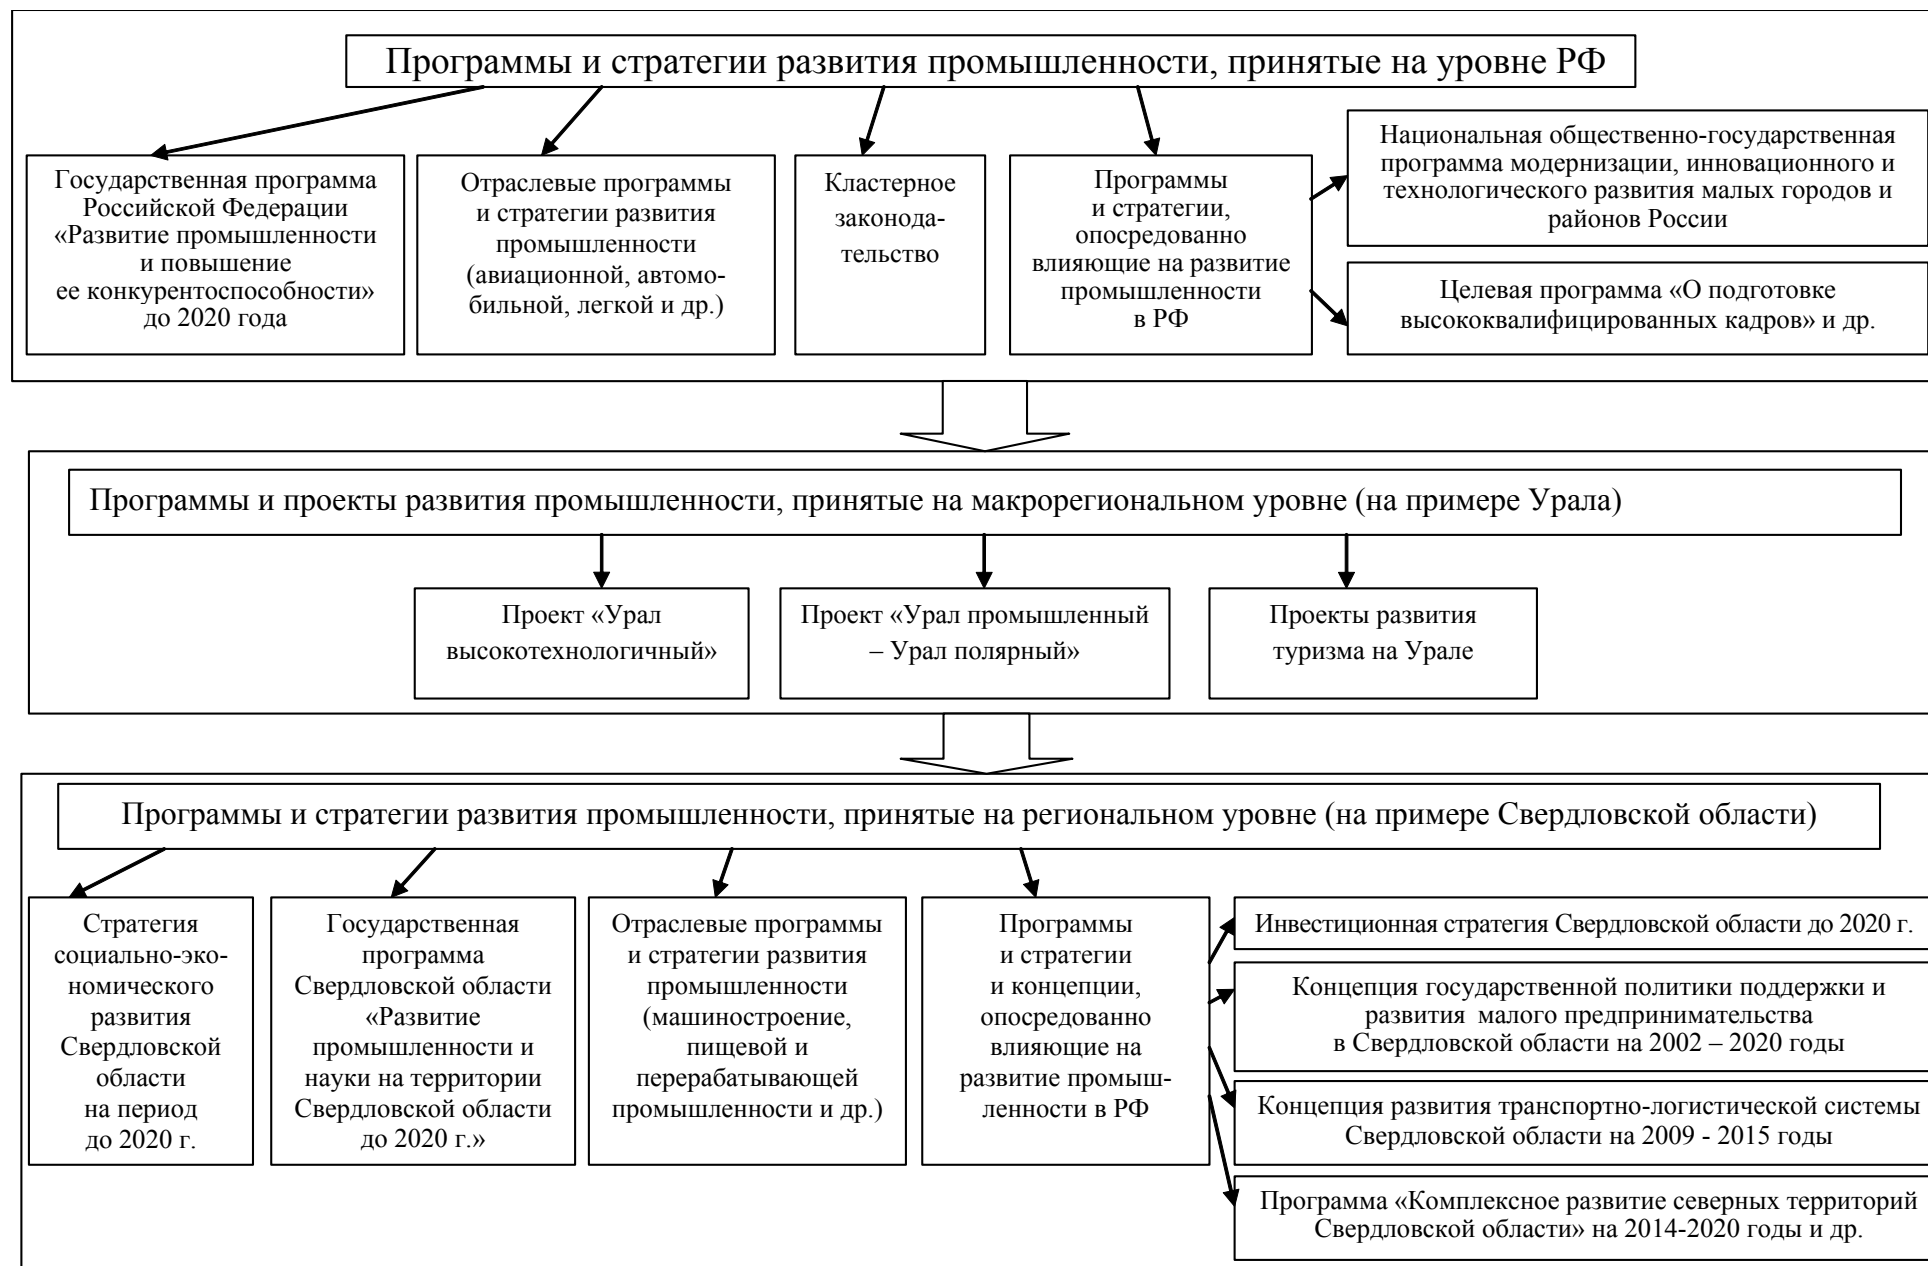 Программы и стратегии развития промышленности, принятые на уровне РФ
Государственная программа
Российской Федерации
«Развитие промышленности
и повышение
ее конкурентоспособности»
до 2020 года
Отраслевые программы
и стратегии развития
промышленности
(авиационной, автомо-
бильной, легкой и др.)
Кластерное
законода-
тельство
Программы
и стратегии,
опосредованно
влияющие на развитие
промышленности
в РФ
Национальная общественно-государственная
программа модернизации, инновационного и
технологического развития малых городов и
районов России
Целевая программа «О подготовке
высококвалифицированных кадров» и др.
Программы и проекты развития промышленности, принятые на макрорегиональном уровне (на примере Урала)
Проект «Урал
высокотехнологичный»
Проект «Урал промышленный
– Урал полярный»
Проекты развития
туризма на Урале
Программы и стратегии развития промышленности, принятые на региональном уровне (на примере Свердловской области)
Стратегия
социально-эко-
номического
развития
Свердловской
области
на период
до 2020 г.
Государственная
программа
Свердловской области
«Развитие
промышленности и
науки на территории
Свердловской области
до 2020 г.»
Отраслевые программы
и стратегии развития
промышленности
(машиностроение,
пищевой и
перерабатывающей
промышленности и др.)
Программы
и стратегии
и концепции,
опосредованно
влияющие на
развитие промыш-
ленности в РФ
Инвестиционная стратегия Свердловской области до 2020 г.
Концепция государственной политики поддержки и
развития малого предпринимательства
в Свердловской области на 2002 – 2020 годы
Концепция развития транспортно-логистической системы
Свердловской области на 2009 - 2015 годы
Программа «Комплексное развитие северных территорий
Свердловской области» на 2014-2020 годы и др.